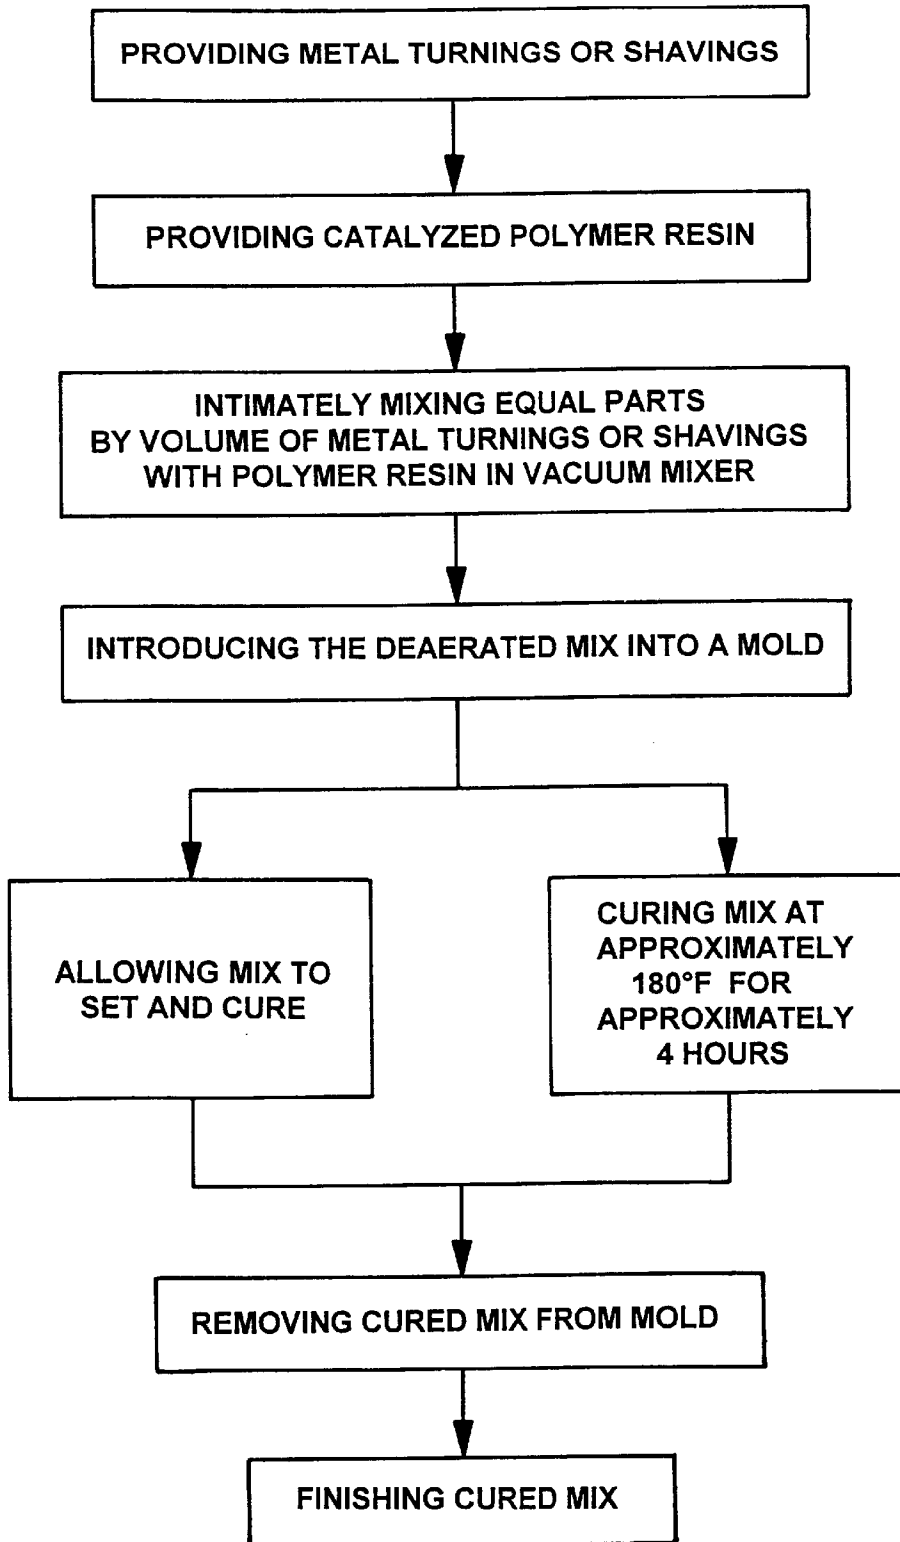 PROVIDING METAL TURNINGS OR SHAVINGS
PROVIDING CATALYZED POLYMER RESIN
INTIMATELY MIXING EQUAL PARTS
BY VOLUME OF METAL TURNINGS OR SHAVINGS
WITH POLYMER RESIN IN VACUUM MIXER
INTRODUCING THE DEAERATED MIX INTO A MOLD
ALLOWING MIX TO
SET AND CURE
CURING MIX AT
APPROXIMATELY
180°F FOR
APPROXIMATELY
4 HOURS
REMOVING CURED MIX FROM MOLD
FINISHING CURED MIX